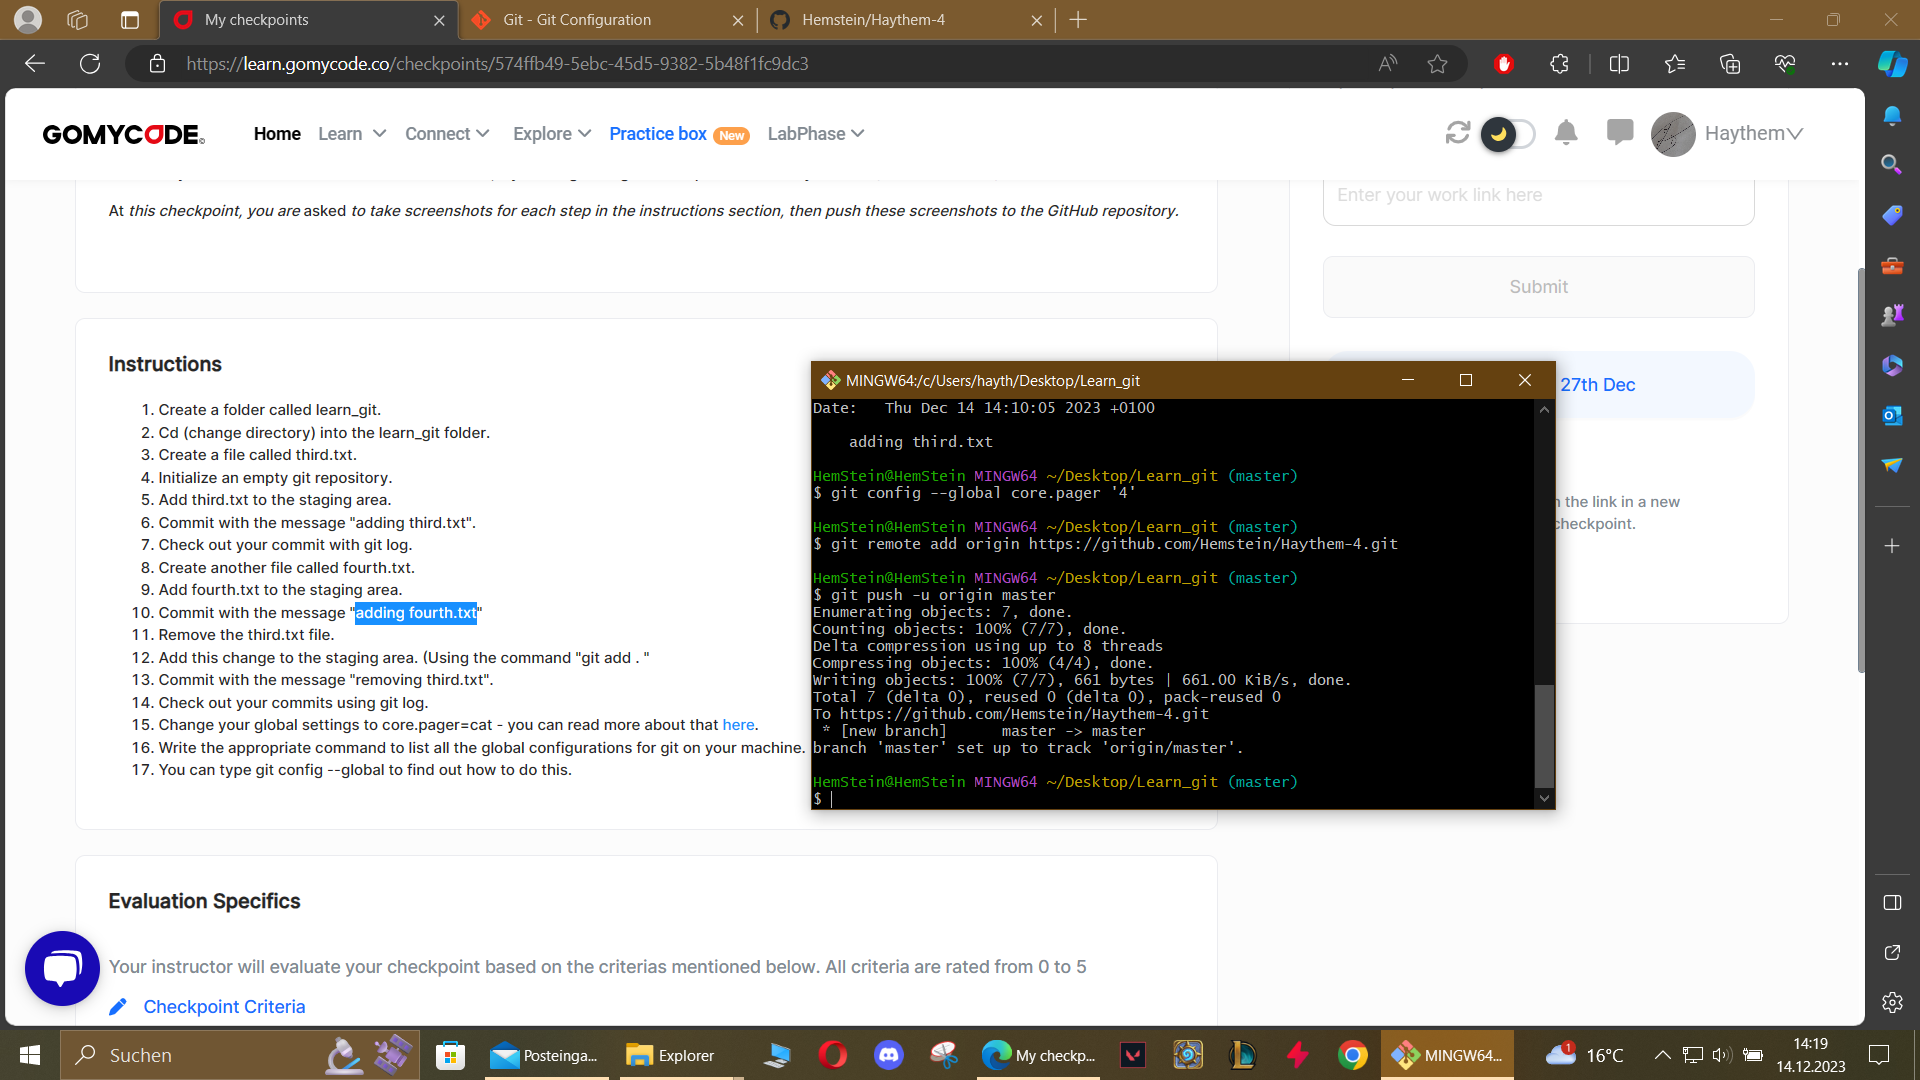 My checkpoints
Git - Git Configuration
Hemstein/Haythem-4
https://learn.gomycode.co/checkpoints/574ffb49-5ebc-45d5-9382-5b48f1fc9dc3
GOMYCODE
Home
Learn
Connect
Explore
Practice box New
LabPhase
Haythem
At this checkpoint, you are asked to take screenshots for each step in the instructions section, then push these screenshots to the GitHub repository.
Enter your work link here
Submit
27th Dec
n the link in a new
checkpoint.
Instructions
1. Create a folder called learn_git.
2. Cd (change directory) into the learn_git folder.
3. Create a file called third.txt.
4. Initialize an empty git repository.
5. Add third.txt to the staging area.
6. Commit with the message "adding third.txt".
7. Check out your commit with git log.
8. Create another file called fourth.txt.
9. Add fourth.txt to the staging area.
10. Commit with the message "adding fourth.txt"
11. Remove the third.txt file.
12. Add this change to the staging area. (Using the command "git add . "
13. Commit with the message "removing third.txt".
14. Check out your commits using git log.
15. Change your global settings to core.pager=cat - you can read more about that here.
16. Write the appropriate command to list all the global configurations for git on your machine.
17. You can type git config --global to find out how to do this.
MINGW64:/c/Users/hayth/Desktop/Learn_git
Date:   Thu Dec 14 14:10:05 2023 +0100
adding third.txt
HemStein@HemStein MINGW64 ~/Desktop/Learn_git (master)
$ git config --global core.pager '4'
HemStein@HemStein MINGW64 ~/Desktop/Learn_git (master)
$ git remote add origin https://github.com/Hemstein/Haythem-4.git
HemStein@HemStein MINGW64 ~/Desktop/Learn_git (master)
$ git push -u origin master
Enumerating objects: 7, done.
Counting objects: 100% (7/7), done.
Delta compression using up to 8 threads
Compressing objects: 100% (4/4), done.
Writing objects: 100% (7/7), 661 bytes | 661.00 KiB/s, done.
Total 7 (delta 0), reused 0 (delta 0), pack-reused 0
To https://github.com/Hemstein/Haythem-4.git
 * [new branch]      master -> master
branch 'master' set up to track 'origin/master'.
HemStein@HemStein MINGW64 ~/Desktop/Learn_git (master)
$
Evaluation Specifics
Your instructor will evaluate your checkpoint based on the criterias mentioned below. All criteria are rated from 0 to 5
Checkpoint Criteria
Suchen
Posteinga...
Explorer
My checkp...
MINGW64...
1
16°C
14:19
14.12.2023